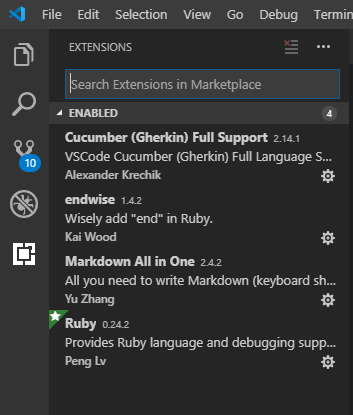 File Edit Selection View Go Debug Termin
EXTENSIONS
Search Extensions in Marketplace
ENABLED 4
Cucumber (Gherkin) Full Support 2.14.1
VSCode Cucumber (Gherkin) Full Language S...
Alexander Krechik
10
endwise 1.4.2
Wisely add "end" in Ruby.
Kai Wood
Markdown All in One 2.4.2
All you need to write Markdown (keyboard sh...
Yu Zhang
Ruby 0.24.2
Provides Ruby language and debugging supp...
Peng Lv